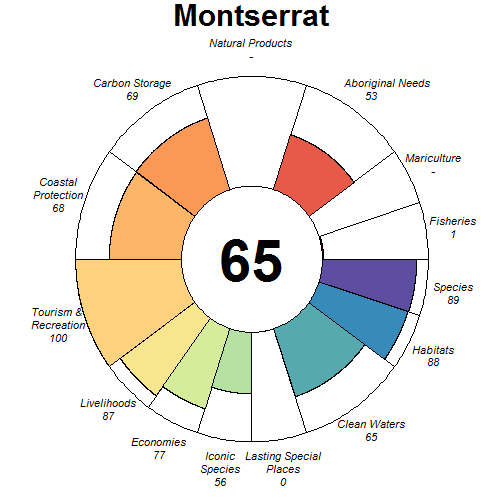 Montserrat
Natural Products
-
Carbon Storage
69
Aboriginal Needs
53
Mariculture
-
Coastal
Protection
68
Fisheries
1
65
Species
89
Tourism &
Recreation
100
Habitats
88
Livelihoods
87
Clean Waters
65
Economies
77
Iconic
Species
56
Lasting Special
Places
0